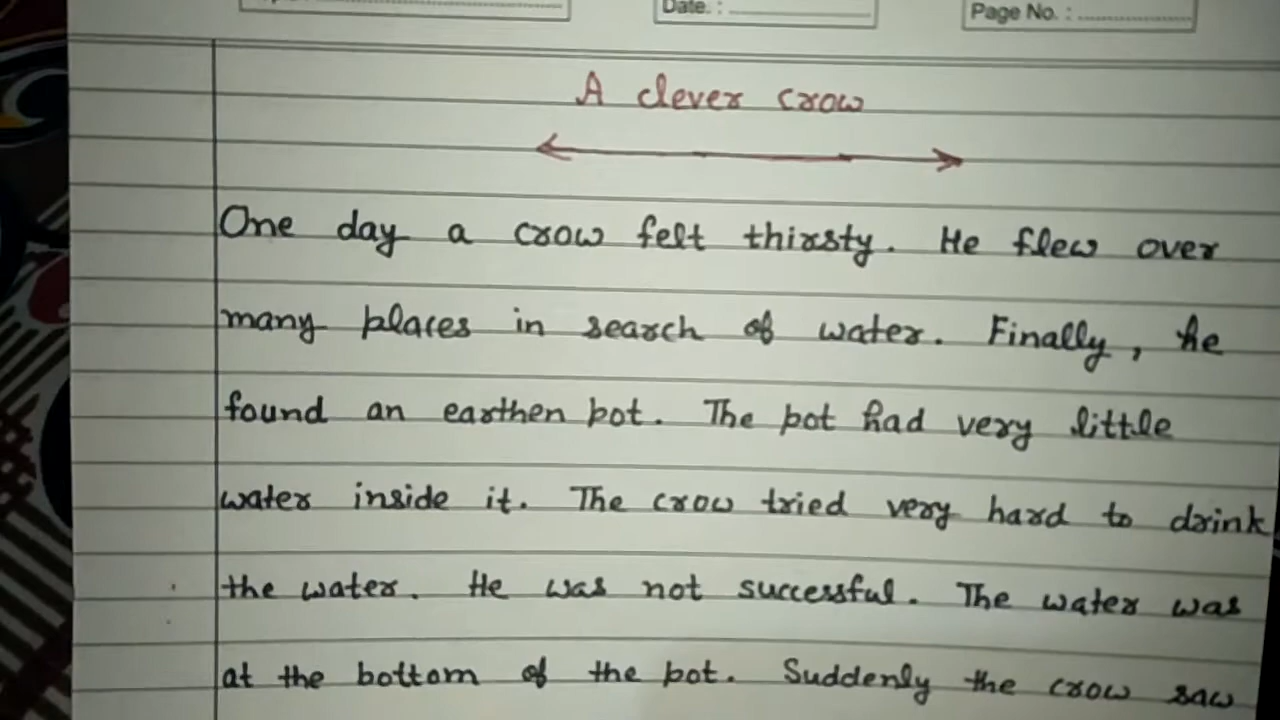 Date. :
Page No. :
A clever crow
One day a crow felt thirsty. He flew over
many places in search of water. Finally, he
found an earthen pot. The pot had very little
water inside it. The crow tried very hard to drink
the water. He was not successful. The water was
at the bottom of the pot. Suddenly the crow saw